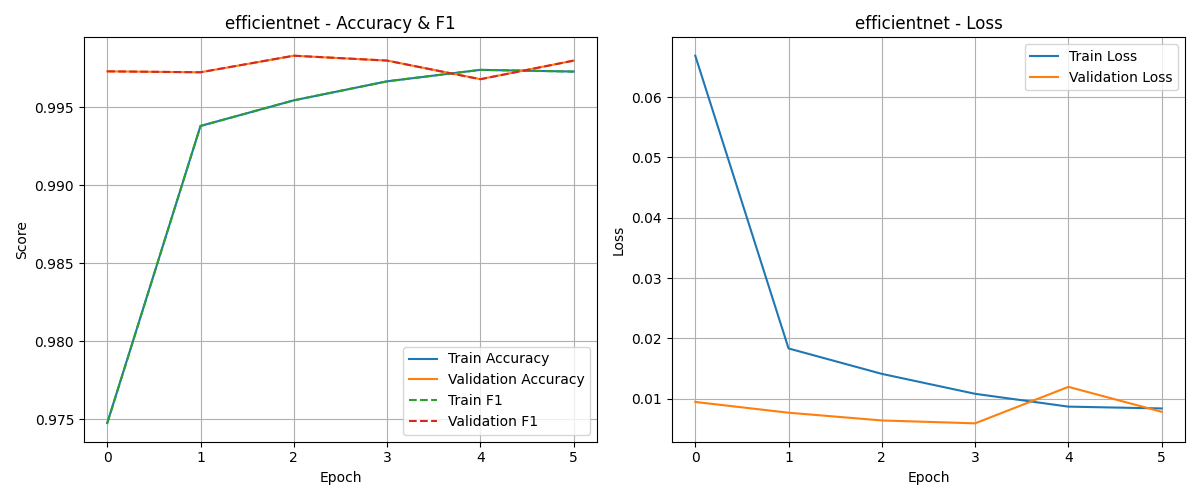 efficientnet - Accuracy & F1
Score
0.995
0.990
0.985
0.980
0.975
0 1 2 3 4 5
Epoch
Train Accuracy
Validation Accuracy
Train F1
Validation F1
efficientnet - Loss
Loss
0.06
0.05
0.04
0.03
0.02
0.01
0 1 2 3 4 5
Epoch
Train Loss
Validation Loss